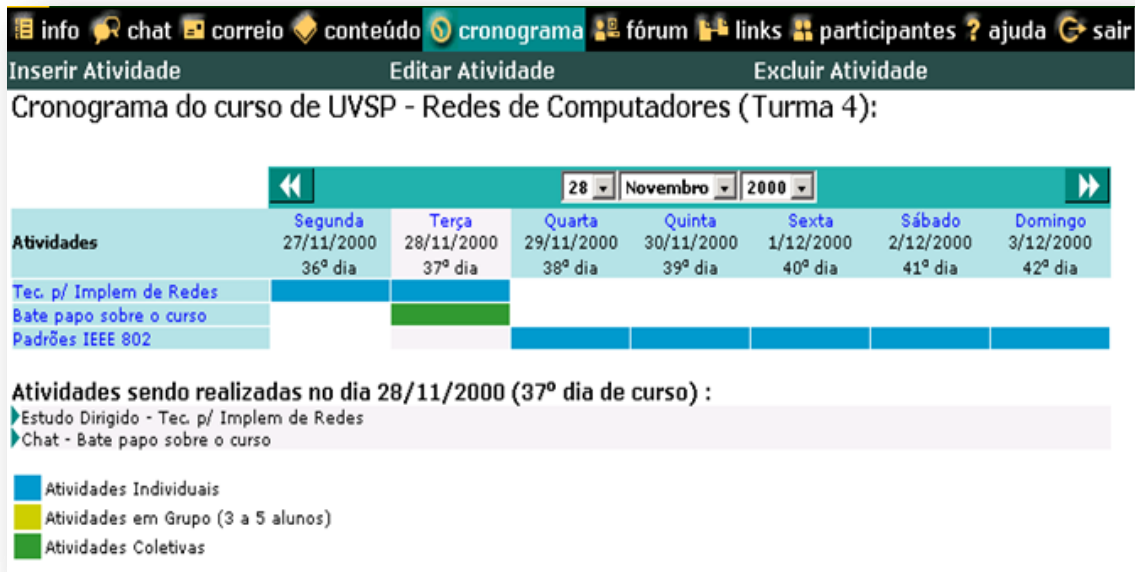 info chat correio conteúdo cronograma fórum links participantes ? ajuda sair
Inserir Atividade Editar Atividade Excluir Atividade
Cronograma do curso de UVSP - Redes de Computadores (Turma 4):
28 Novembro 2000
Segunda Terça Quarta Quinta Sexta Sábado Domingo
Atividades 27/11/2000 28/11/2000 29/11/2000 30/11/2000 1/12/2000 2/12/2000 3/12/2000
36º dia 37º dia 38º dia 39º dia 40º dia 41º dia 42º dia
Tec. p/ Implem de Redes
Bate papo sobre o curso
Padrões IEEE 802
Atividades sendo realizadas no dia 28/11/2000 (37º dia de curso) :
Estudo Dirigido - Tec. p/ Implem de Redes
Chat - Bate papo sobre o curso
Atividades Individuais
Atividades em Grupo (3 a 5 alunos)
Atividades Coletivas